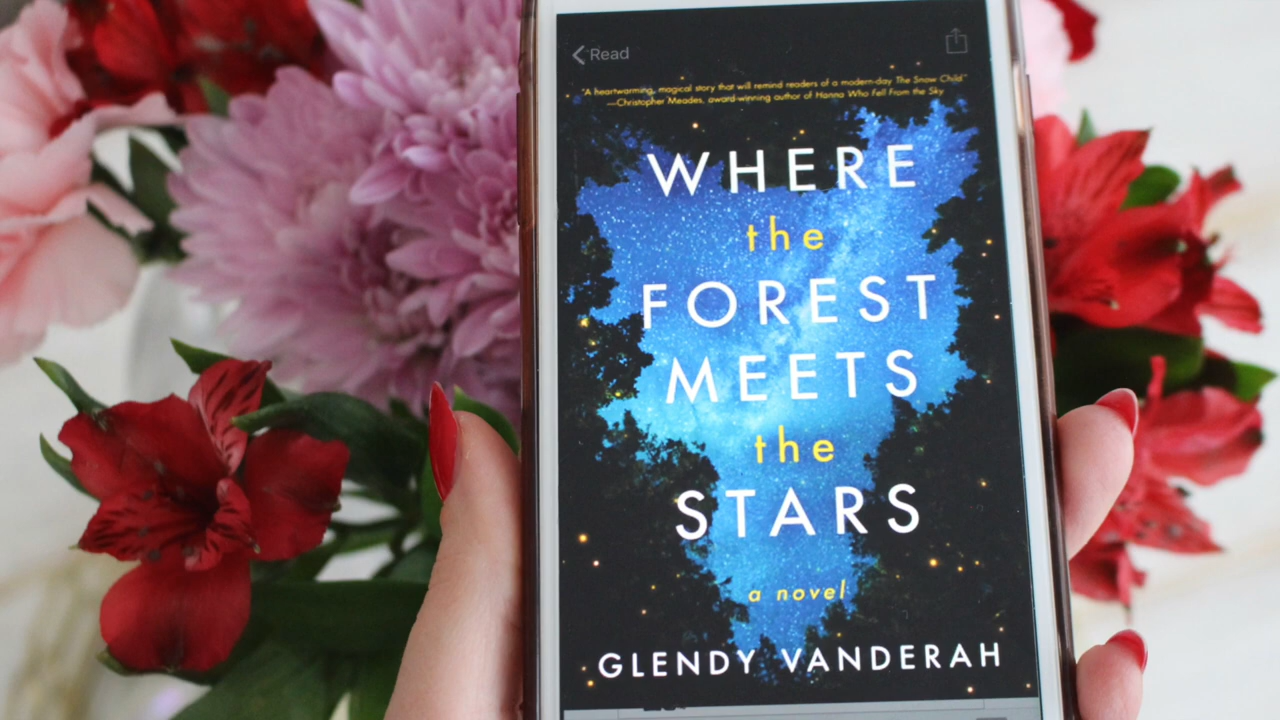 Read
"A heartwarming, magical story that will remind readers of a modern-day The Snow Child."
—Christopher Meades, award-winning author of Hanna Who Fell From the Sky
WHERE
the
FOREST
MEETS
the
STARS
a novel
GLENDY VANDERAH